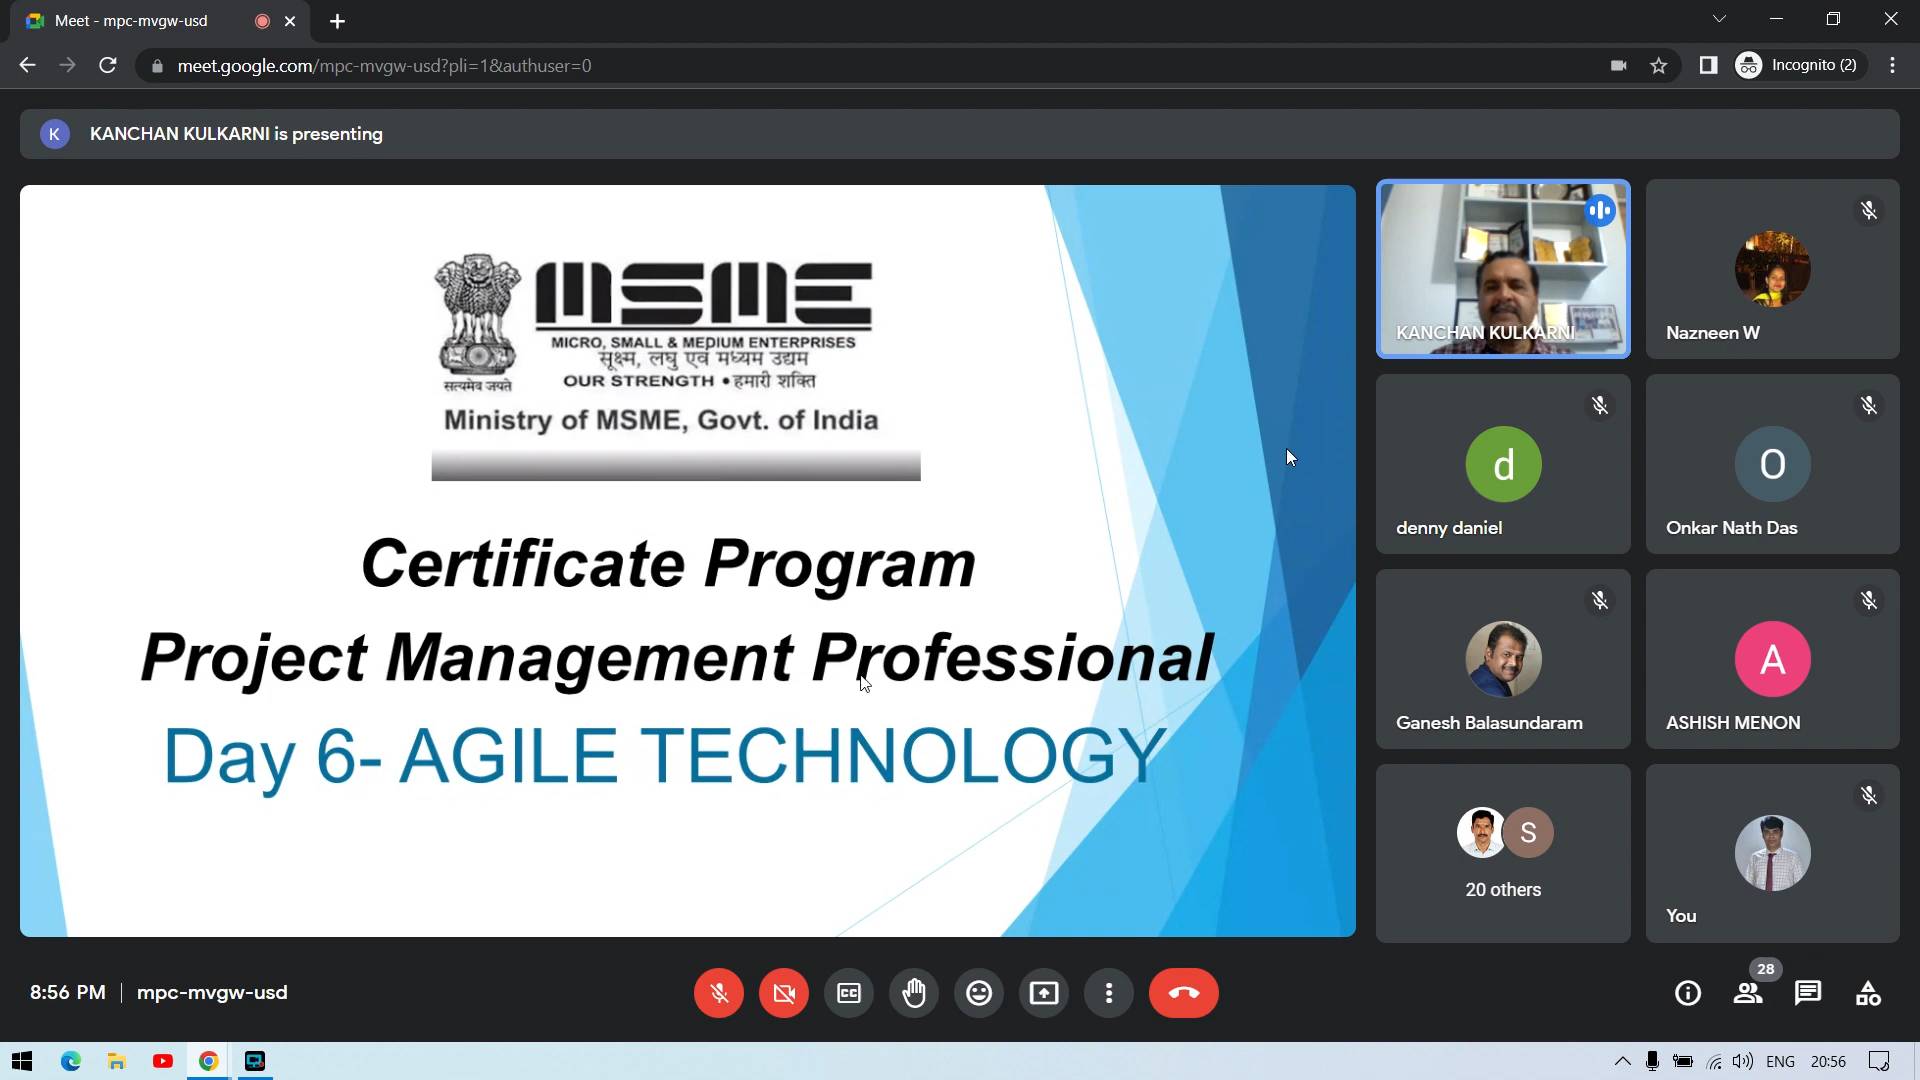 Meet - mpc-mvgw-usd
meet.google.com/mpc-mvgw-usd?pli=1&authuser=0
Incognito (2)
K
KANCHAN KULKARNI is presenting
MSME
MICRO, SMALL & MEDIUM ENTERPRISES
सूक्ष्म, लघु एवं मध्यम उद्यम
OUR STRENGTH • हमारी शक्ति
सत्यमेव जयते
Ministry of MSME, Govt. of India
Certificate Program
Project Management Professional
Day 6- AGILE TECHNOLOGY
KANCHAN KULKARNI
Nazneen W
d
denny daniel
O
Onkar Nath Das
Ganesh Balasundaram
A
ASHISH MENON
S
20 others
You
8:56 PM | mpc-mvgw-usd
CC
28
ENG
20:56